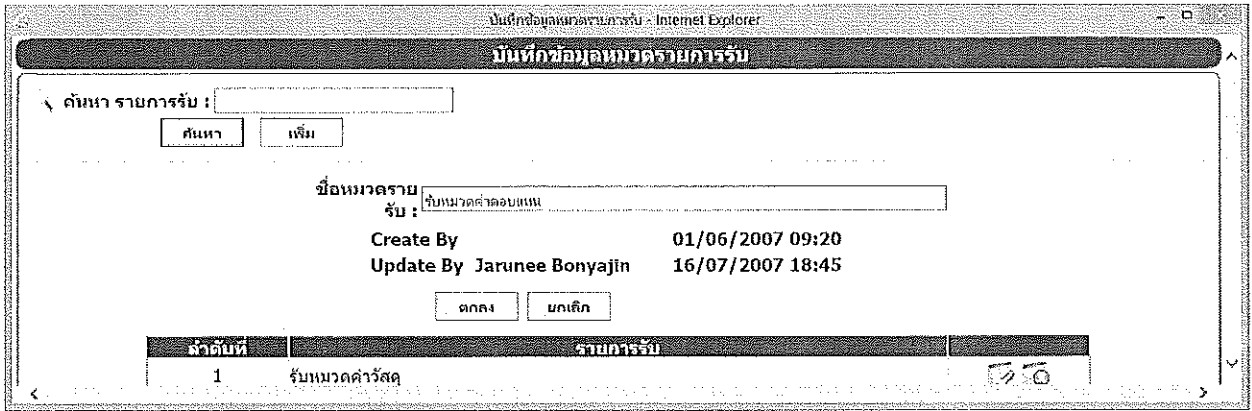 บันทึกข้อมูลหมวดรายการรับ - Internet Explorer
บันทึกข้อมูลหมวดรายการรับ
ค้นหา รายการรับ :
ค้นหา เพิ่ม
ชื่อหมวดราย
รับ : รับหมวดค่าตอบแทน
Create By 01/06/2007 09:20
Update By Jarunee Bonyajin 16/07/2007 18:45
ตกลง ยกเลิก
ลำดับที่ รายการรับ
1 รับหมวดค่าวัสดุ